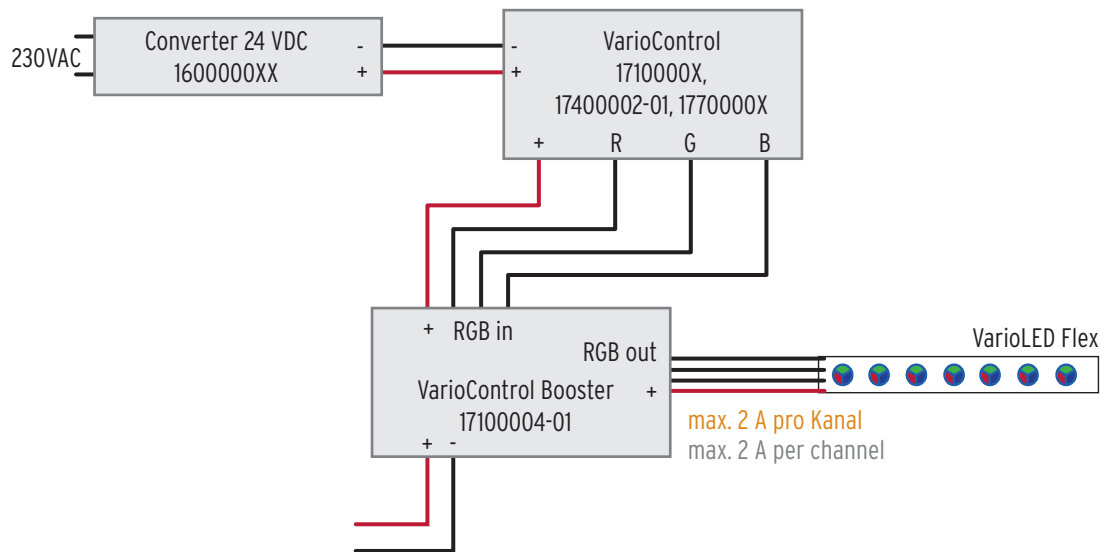 230VAC
Converter 24 VDC
1600000XX
-
+
-
+
VarioControl
1710000X,
17400002-01, 1770000X
+ R G B
+ RGB in
RGB out
+
VarioControl Booster
17100004-01
+ -
VarioLED Flex
max. 2 A pro Kanal
max. 2 A per channel